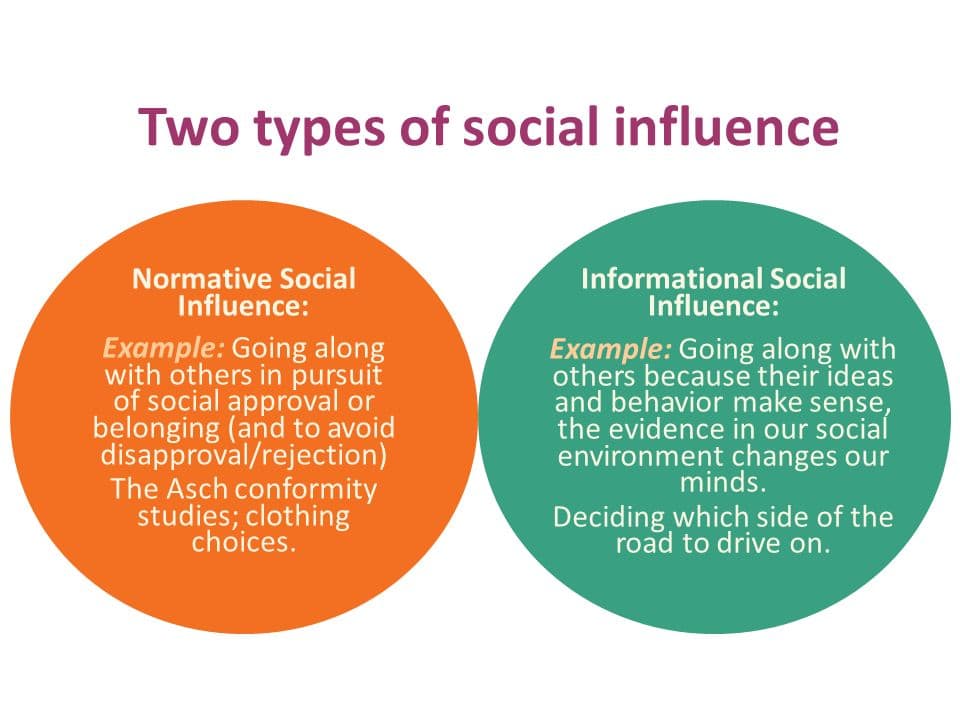 Two types of social influence
Normative Social
Influence:
Example: Going along
with others in pursuit
of social approval or
belonging (and to avoid
disapproval/rejection)
The Asch conformity
studies; clothing
choices.
Informational Social
Influence:
Example: Going along with
others because their ideas
and behavior make sense,
the evidence in our social
environment changes our
minds.
Deciding which side of the
road to drive on.